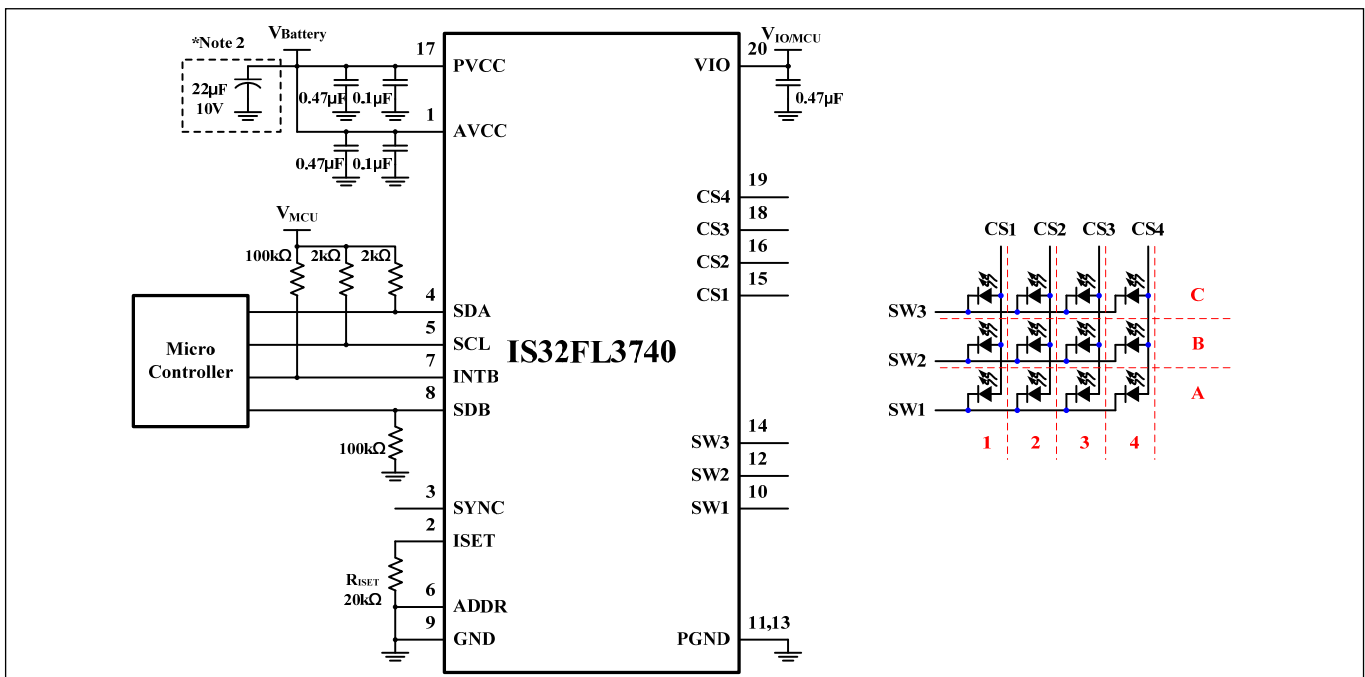 *Note 2
VBattery
22µF
10V
0.47µF
0.1µF
0.47µF
0.1µF
17
PVCC
1
AVCC
VMCU
100kΩ
2kΩ
2kΩ
Micro
Controller
4
SDA
5
SCL
7
INTB
8
SDB
100kΩ
3
SYNC
2
ISET
RISET
20kΩ
6
ADDR
9
GND
IS32FL3740
VIO/MCU
20
VIO
0.47µF
19
CS4
18
CS3
16
CS2
15
CS1
14
SW3
12
SW2
10
SW1
11,13
PGND
CS1 CS2 CS3 CS4
SW3
C
SW2
B
SW1
A
1 2 3 4